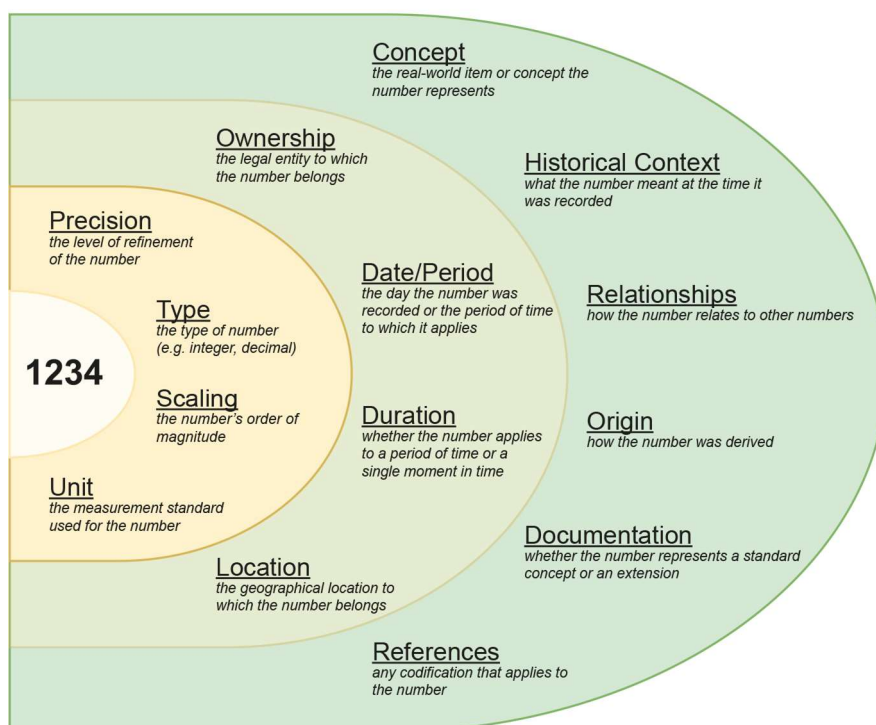 Concept
the real-world item or concept the
number represents
Ownership
the legal entity to which
the number belongs
Historical Context
what the number meant at the time it
was recorded
Precision
the level of refinement
of the number
Date/Period
the day the number was
recorded or the period of time
to which it applies
Relationships
how the number relates to other numbers
Type
the type of number
(e.g. integer, decimal)
1234
Scaling
the number's order of
magnitude
Duration
whether the number applies
to a period of time or a
single moment in time
Origin
how the number was derived
Unit
the measurement standard
used for the number
Documentation
whether the number represents a standard
concept or an extension
Location
the geographical location to
which the number belongs
References
any codification that applies to
the number